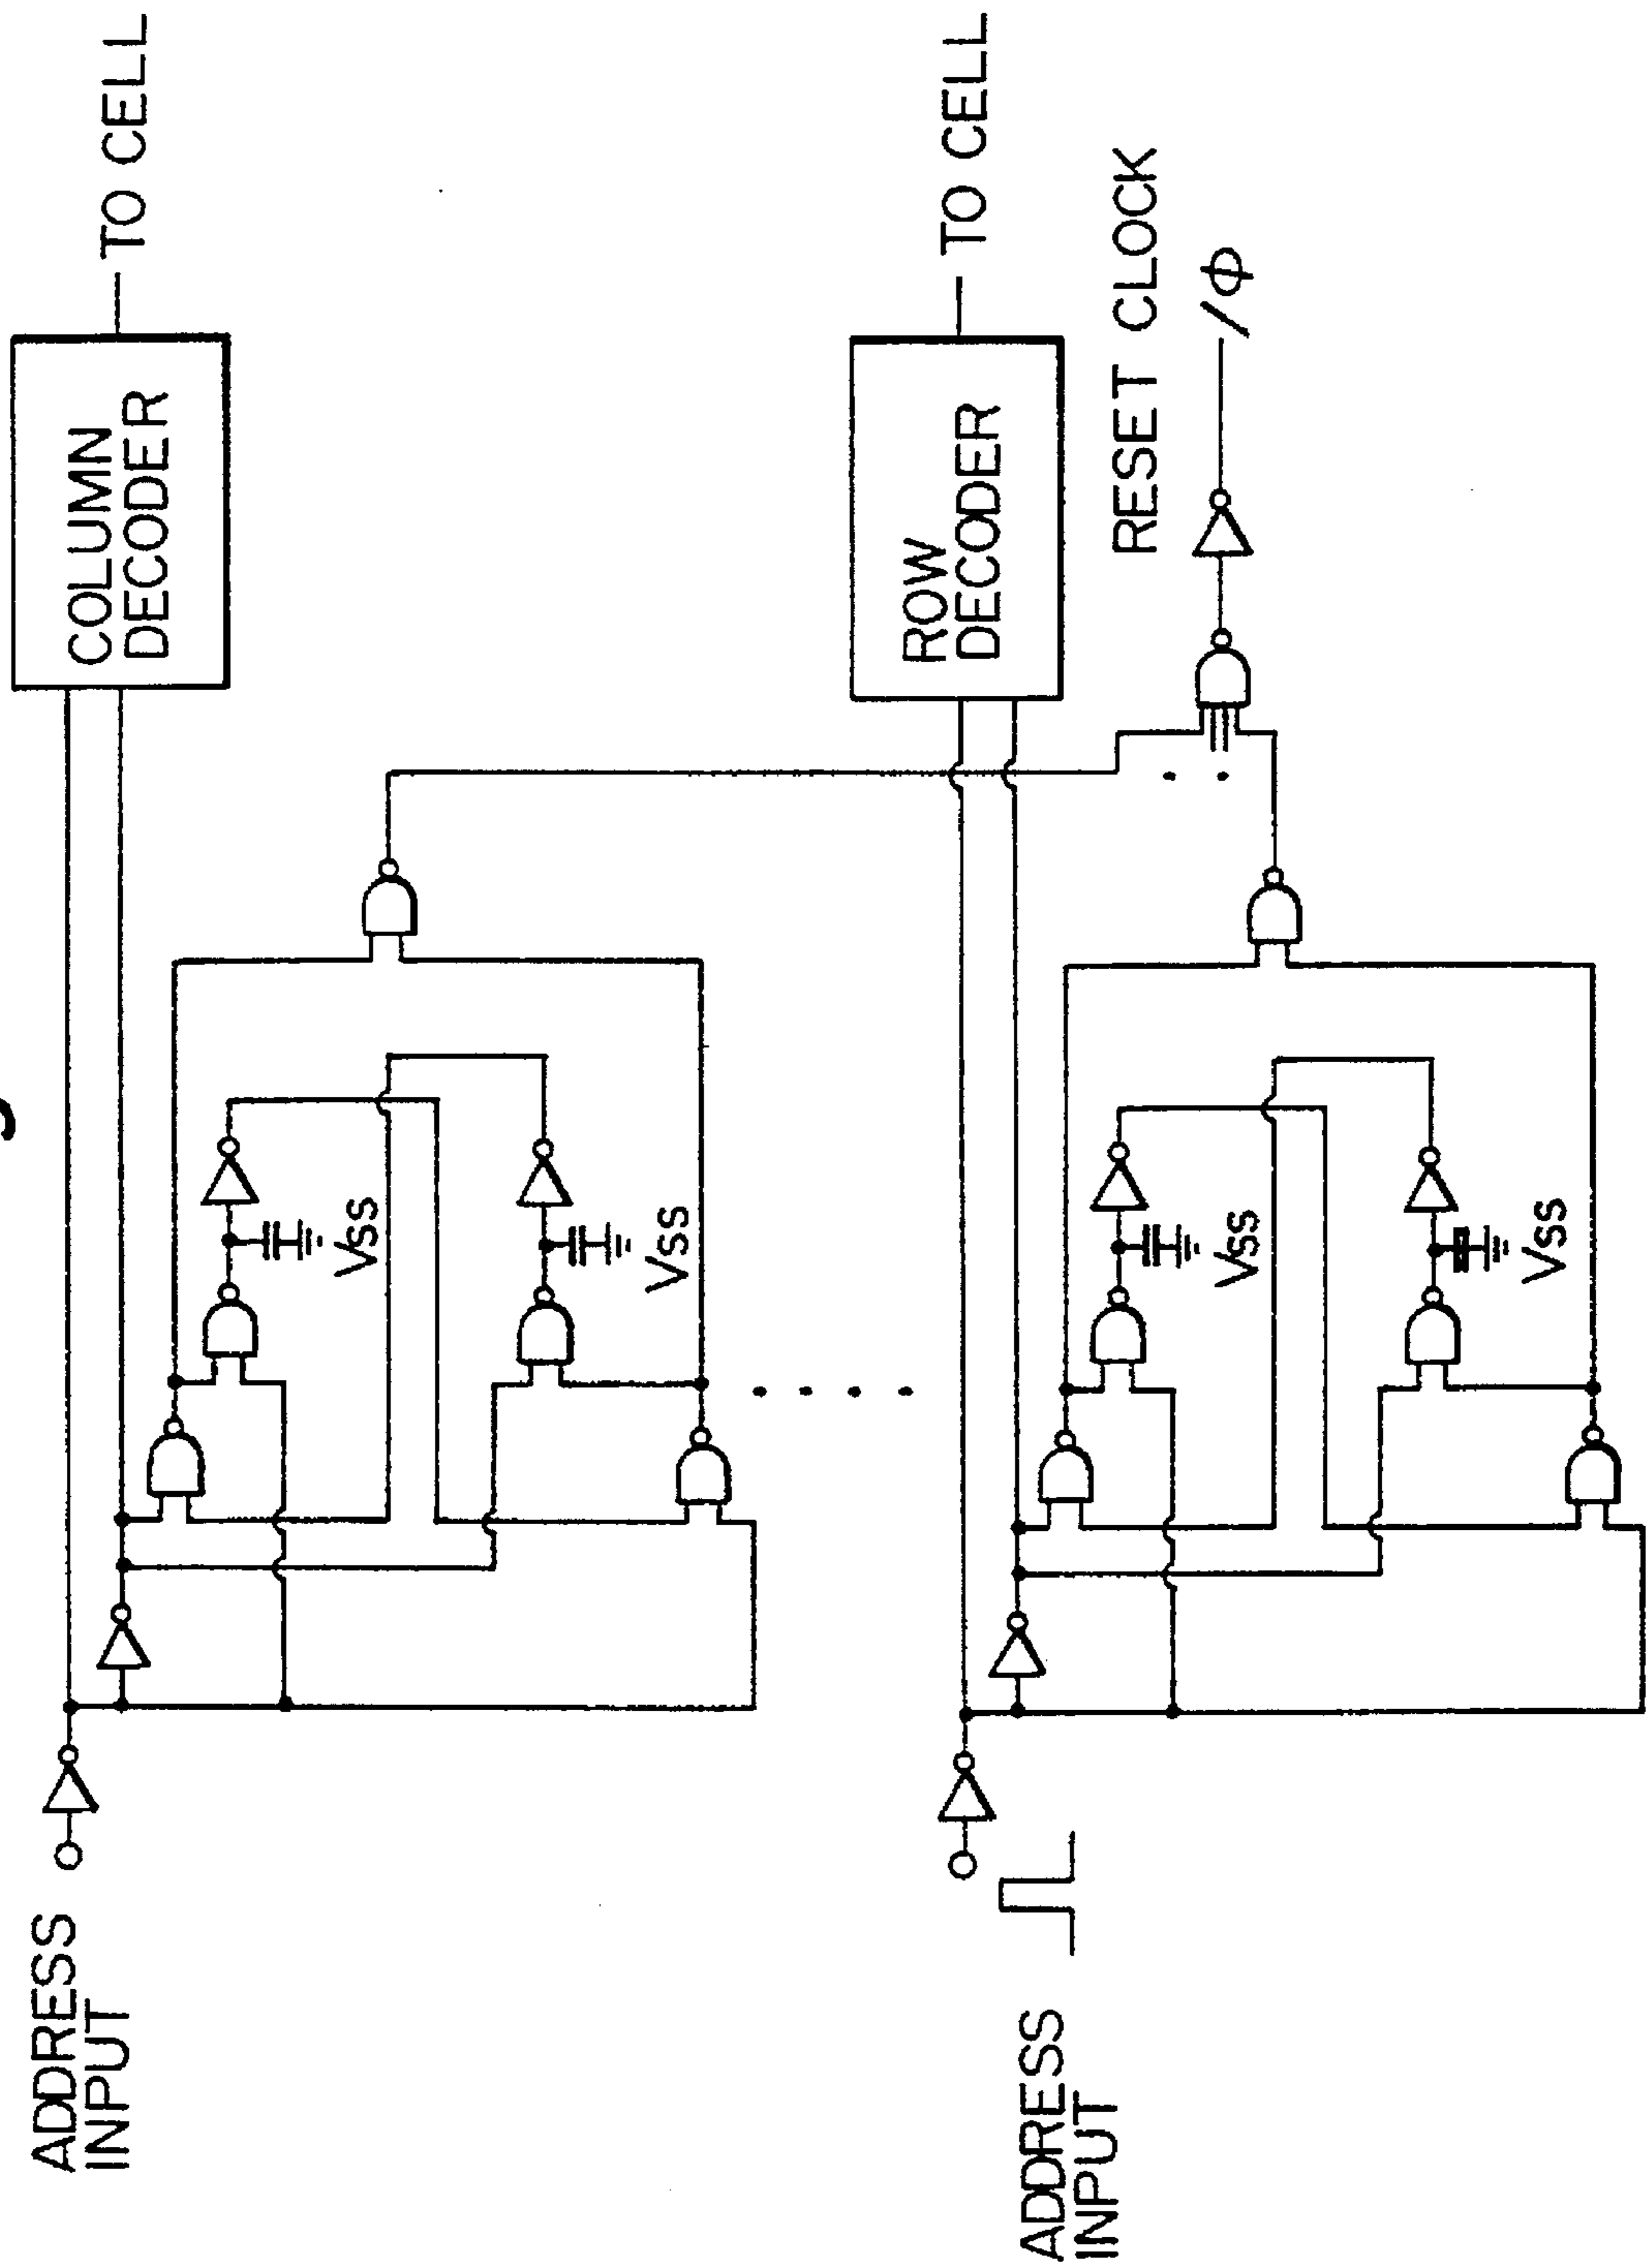 ADDRESS
INPUT
COLUMN
DECODER
TO CELL
Vss
Vss
ADDRESS
INPUT
ROW
DECODER
TO CELL
RESET CLOCK
/Φ
Vss
Vss